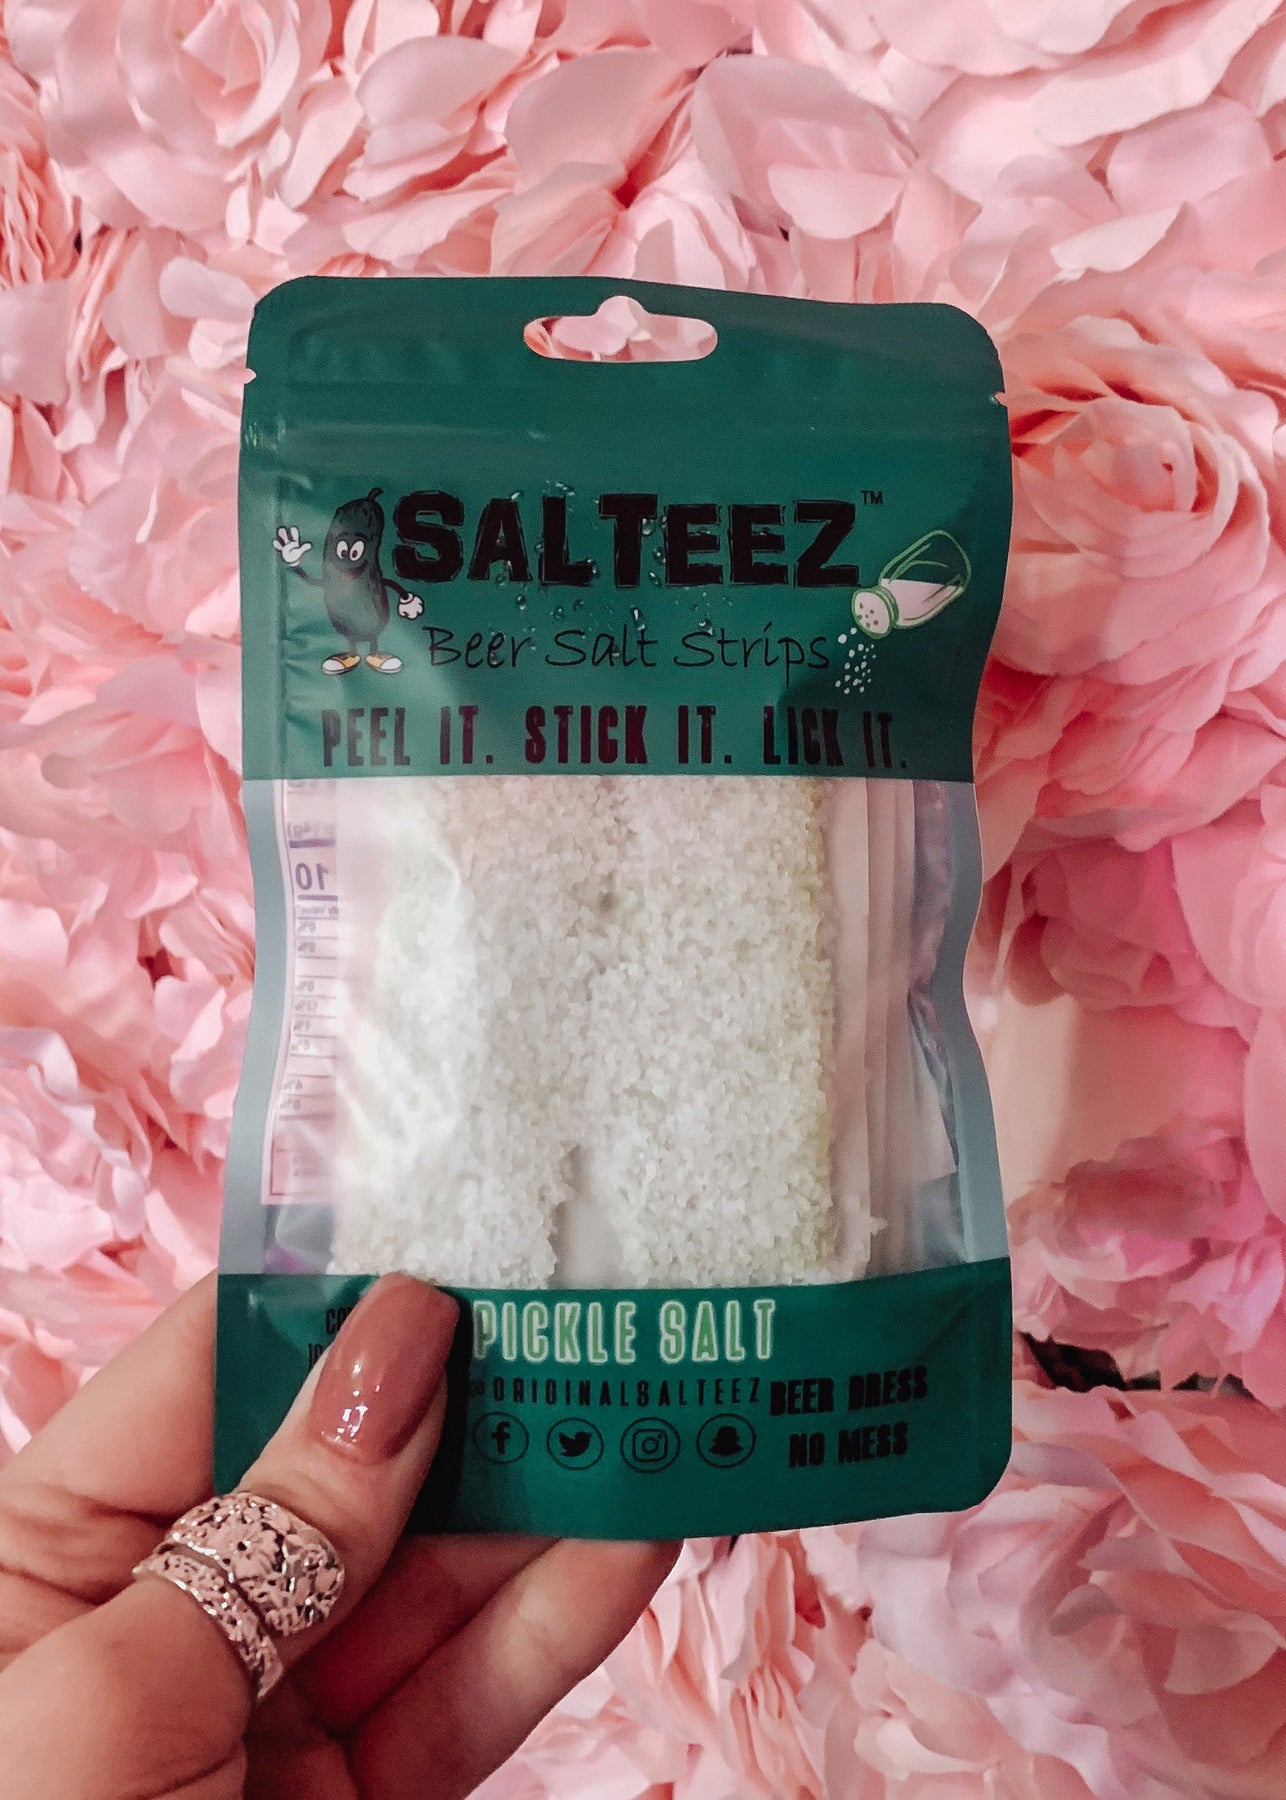 SALTEEZ™
Beer Salt Strips
PEEL IT. STICK IT. LICK IT.
10
PICKLE SALT
ORIGINALSALTEEZ
BEER DRESS
NO MESS